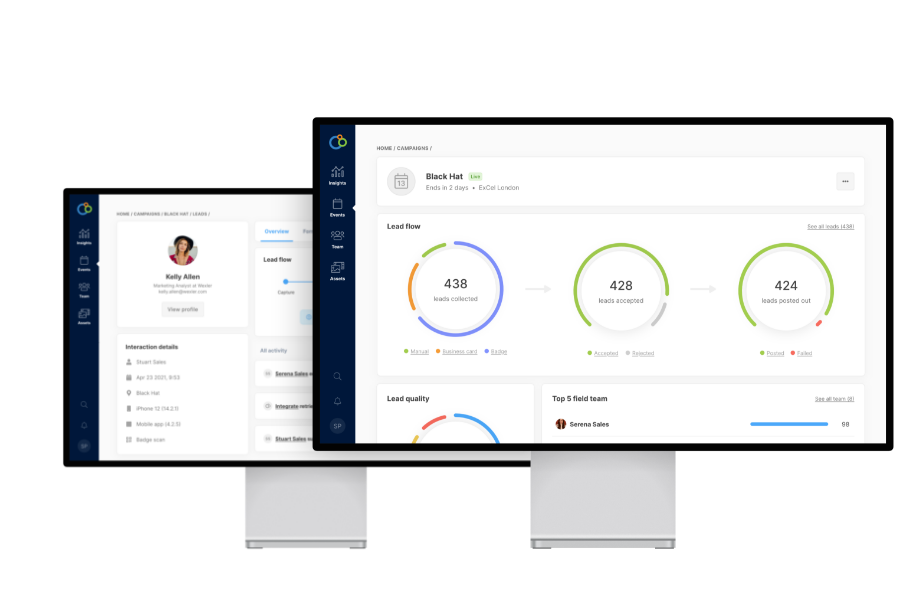 HOME / CAMPAIGNS /
Insights
Events
Team
Assets
SP
13
Black Hat Live
Ends in 2 days • ExCel London
...
Lead flow
See all leads (438)
438
leads collected
Manual
Business card
Badge
428
leads accepted
Accepted
Rejected
424
leads posted out
Posted
Failed
Lead quality
Top 5 field team
See all team (8)
Serena Sales
98
HOME / CAMPAIGNS / BLACK HAT / LEADS /
Insights
Events
Team
Assets
SP
Kelly Allen
Marketing Analyst at Wexler
View profile
Interaction details
Stuart Sales
Apr 23 2021, 9:53
Black Hat
iPhone 12 (14.2.1)
Mobile app (4.2.5)
Badge scan
Overview
Lead flow
Capture
All activity
Serena Sales
Integrate
Stuart Sales